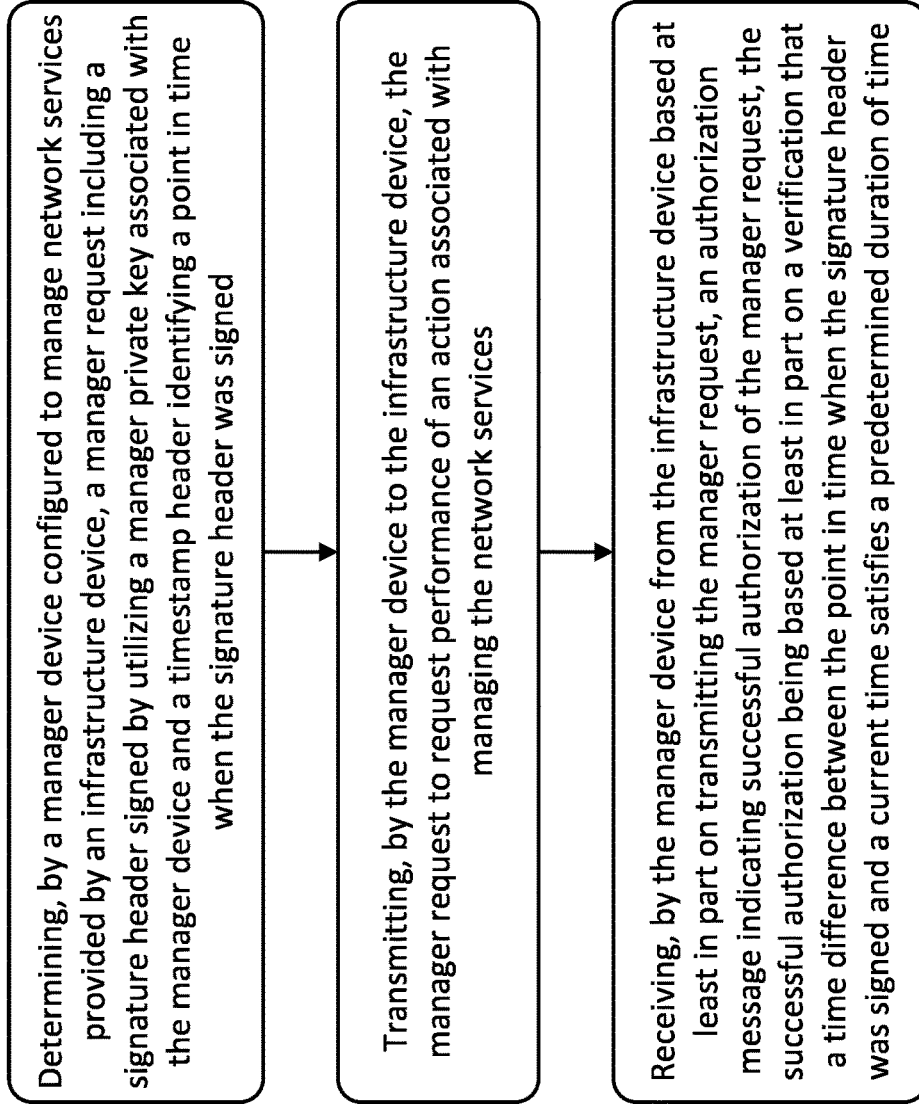 Determining, by a manager device configured to manage network services
provided by an infrastructure device, a manager request including a
signature header signed by utilizing a manager private key associated with
the manager device and a timestamp header identifying a point in time
when the signature header was signed
Transmitting, by the manager device to the infrastructure device, the
manager request to request performance of an action associated with
managing the network services
Receiving, by the manager device from the infrastructure device based at
least in part on transmitting the manager request, an authorization
message indicating successful authorization of the manager request, the
successful authorization being based at least in part on a verification that
a time difference between the point in time when the signature header
was signed and a current time satisfies a predetermined duration of time